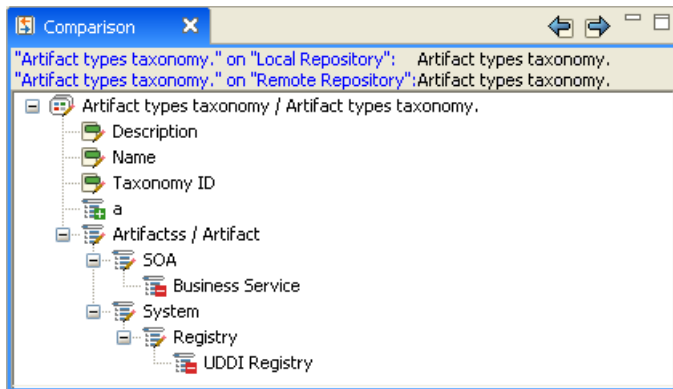 Comparison
"Artifact types taxonomy." on "Local Repository": Artifact types taxonomy.
"Artifact types taxonomy." on "Remote Repository":Artifact types taxonomy.
Artifact types taxonomy / Artifact types taxonomy.
Description
Name
Taxonomy ID
a
Artifactss / Artifact
SOA
Business Service
System
Registry
UDDI Registry